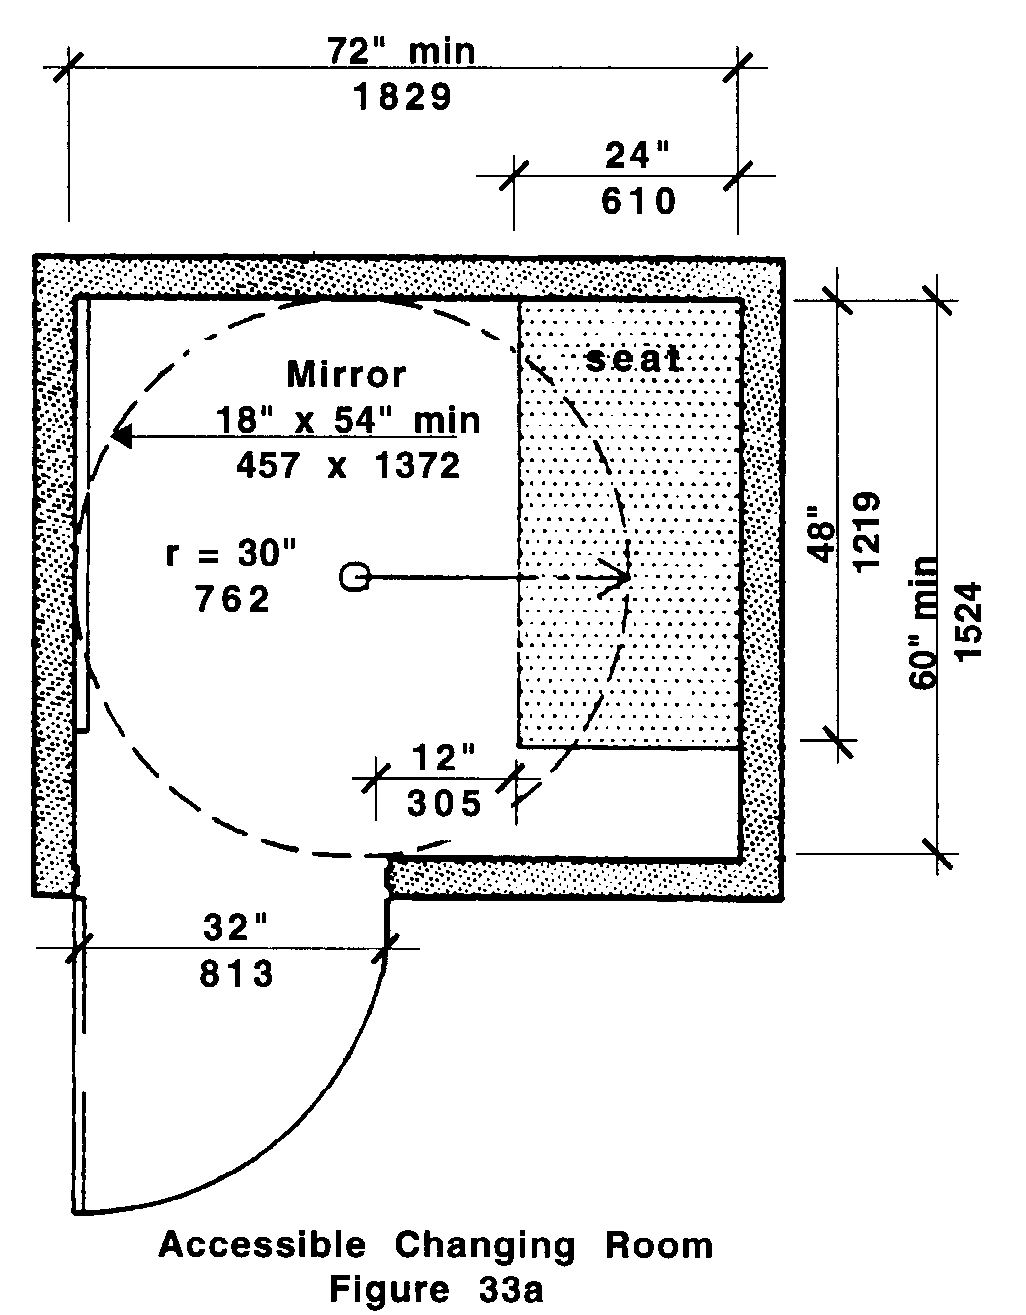 72" min
1829
24"
610
seat
Mirror
18" x 54" min
457 x 1372
r = 30"
762
48"
1219
60" min
1524
12"
305
32"
813
Accessible Changing Room
Figure 33a